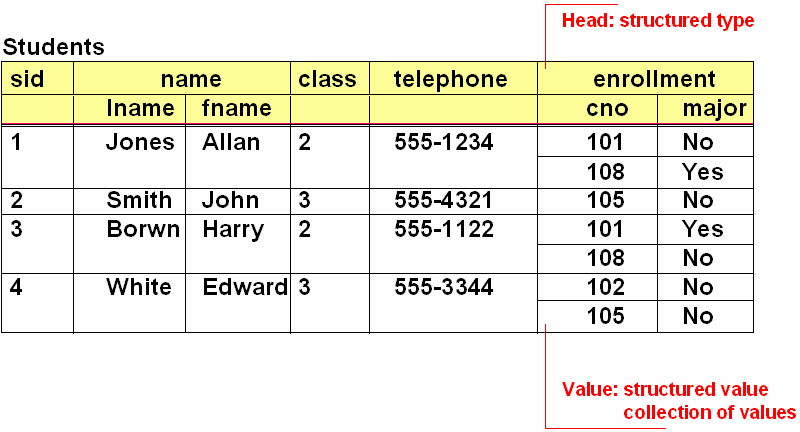 Head: structured type
Students
sid name class telephone enrollment
lname fname cno major
1 Jones Allan 2 555-1234 101 No
108 Yes
2 Smith John 3 555-4321 105 No
3 Borwn Harry 2 555-1122 101 Yes
108 No
4 White Edward 3 555-3344 102 No
105 No
Value: structured value
collection of values